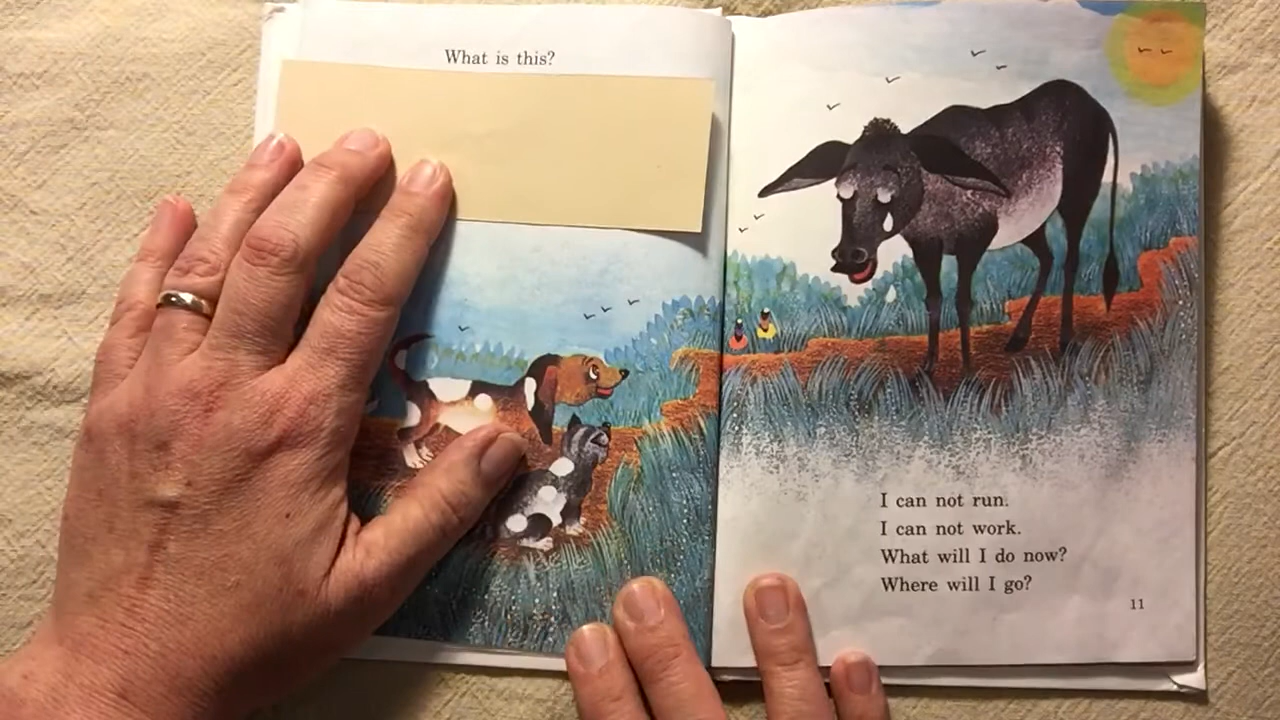 What is this?
I can not run.
I can not work.
What will I do now?
Where will I go?
11